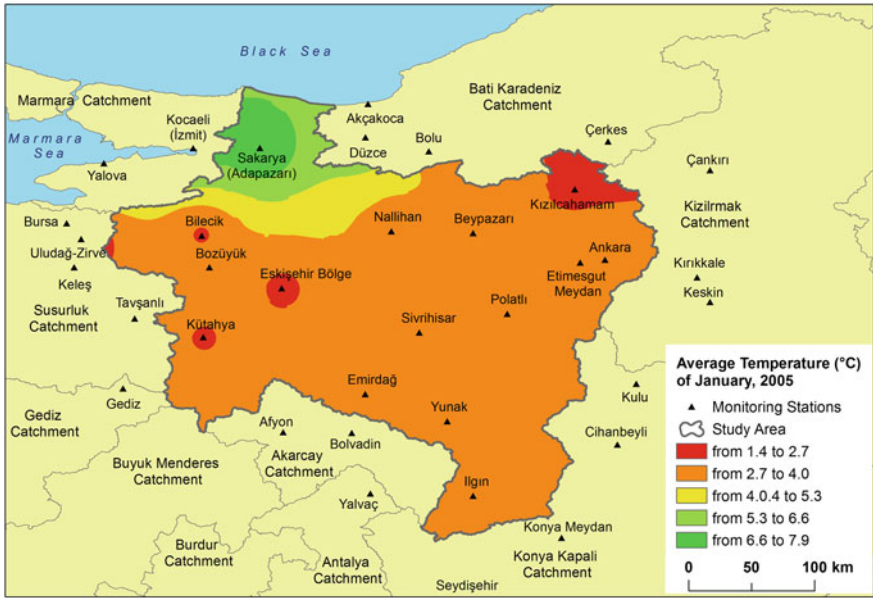 Black Sea
Marmara Catchment
Kocaeli
(İzmit)
Akçakoca
Bati Karadeniz
Catchment
Marmara
Sea
Sakarya
(Adapazarı)
Düzce
Bolu
Çerkes
Yalova
Çankırı
Kızılcahamam
Kizilrmak
Catchment
Bursa
Bilecik
Nallihan
Beypazarı
Uludağ-Zirve
Bozüyük
Ankara
Keleş
Eskişehir Bölge
Etimesgut
Meydan
Kırıkkale
Keskin
Susurluk
Catchment
Tavşanlı
Polatlı
Kütahya
Sivrihisar
Average Temperature (°C)
of January, 2005
Monitoring Stations
Study Area
from 1.4 to 2.7
from 2.7 to 4.0
from 4.0.4 to 5.3
from 5.3 to 6.6
from 6.6 to 7.9
0 50 100 km
Gediz
Emirdağ
Kulu
Gediz
Catchment
Afyon
Yunak
Bolvadin
Cihanbeyli
Akarcay
Catchment
Buyuk Menderes
Catchment
Yalvaç
Ilgın
Konya Meydan
Burdur
Catchment
Antalya
Catchment
Konya Kapali
Catchment
Seydişehir